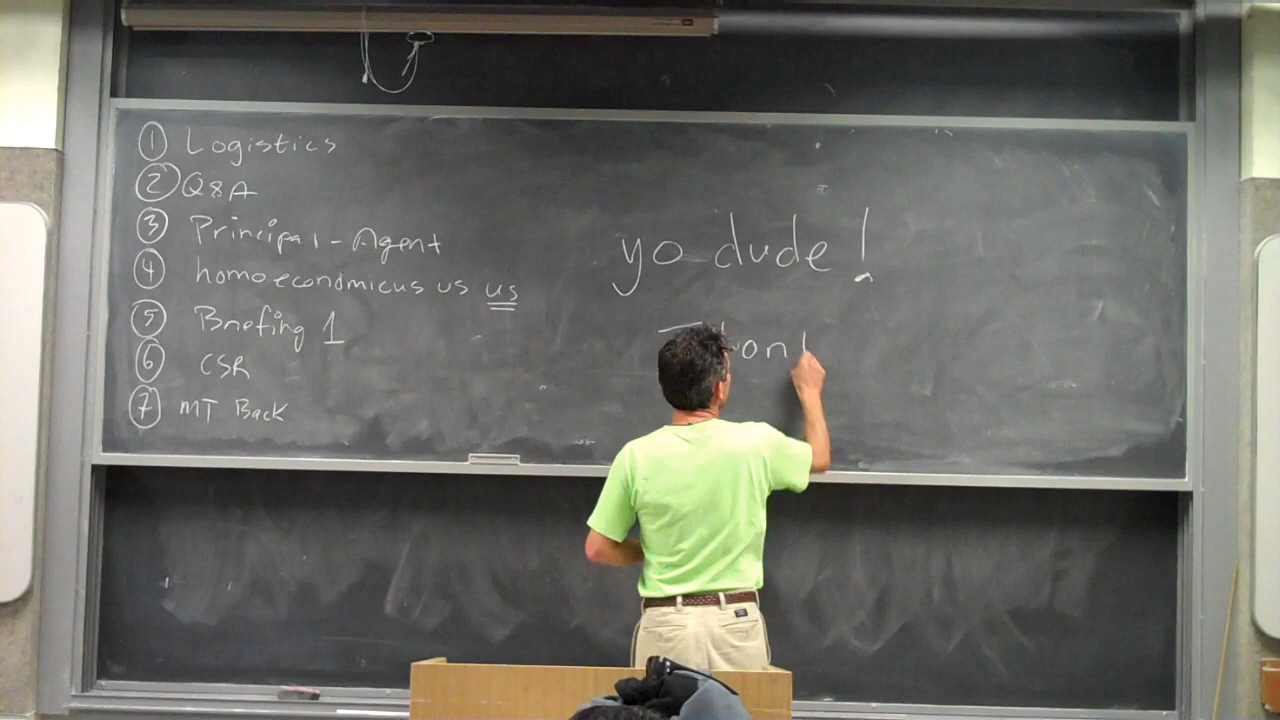 ① Logistics
② Q&A
③ Principal-Agent
④ homo economicus us us
⑤ Briefing 1
⑥ CSR
⑦ MT Back
yo dude!